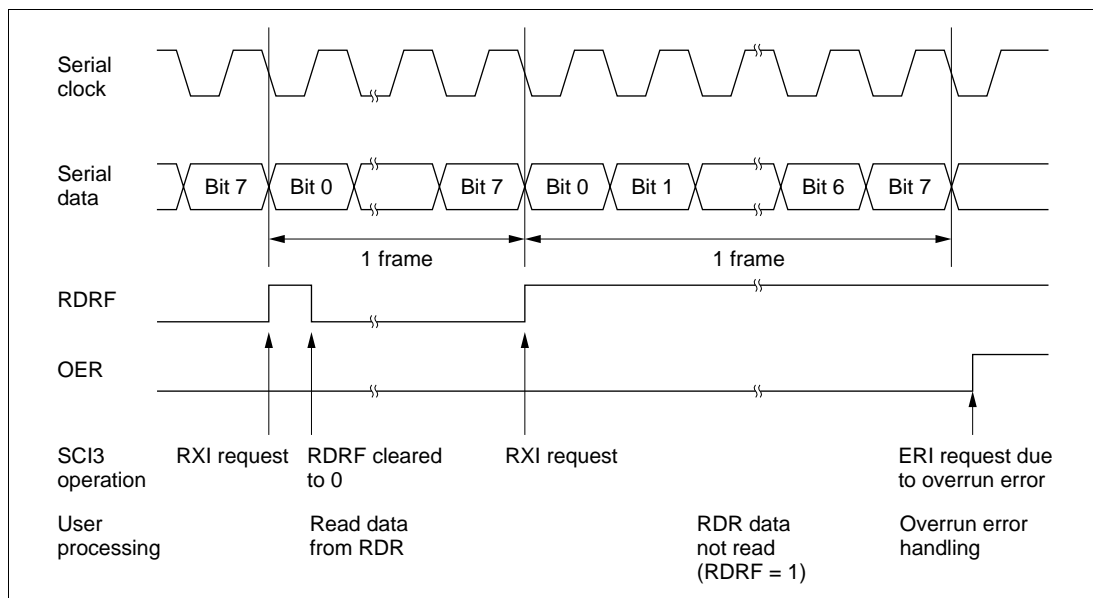 Serial
clock
Serial
data
Bit 7
Bit 0
Bit 7
Bit 0
Bit 1
Bit 6
Bit 7
1 frame
1 frame
RDRF
OER
SCI3
operation
RXI request
RDRF cleared
to 0
RXI request
ERI request due
to overrun error
User
processing
Read data
from RDR
RDR data
not read
(RDRF = 1)
Overrun error
handling